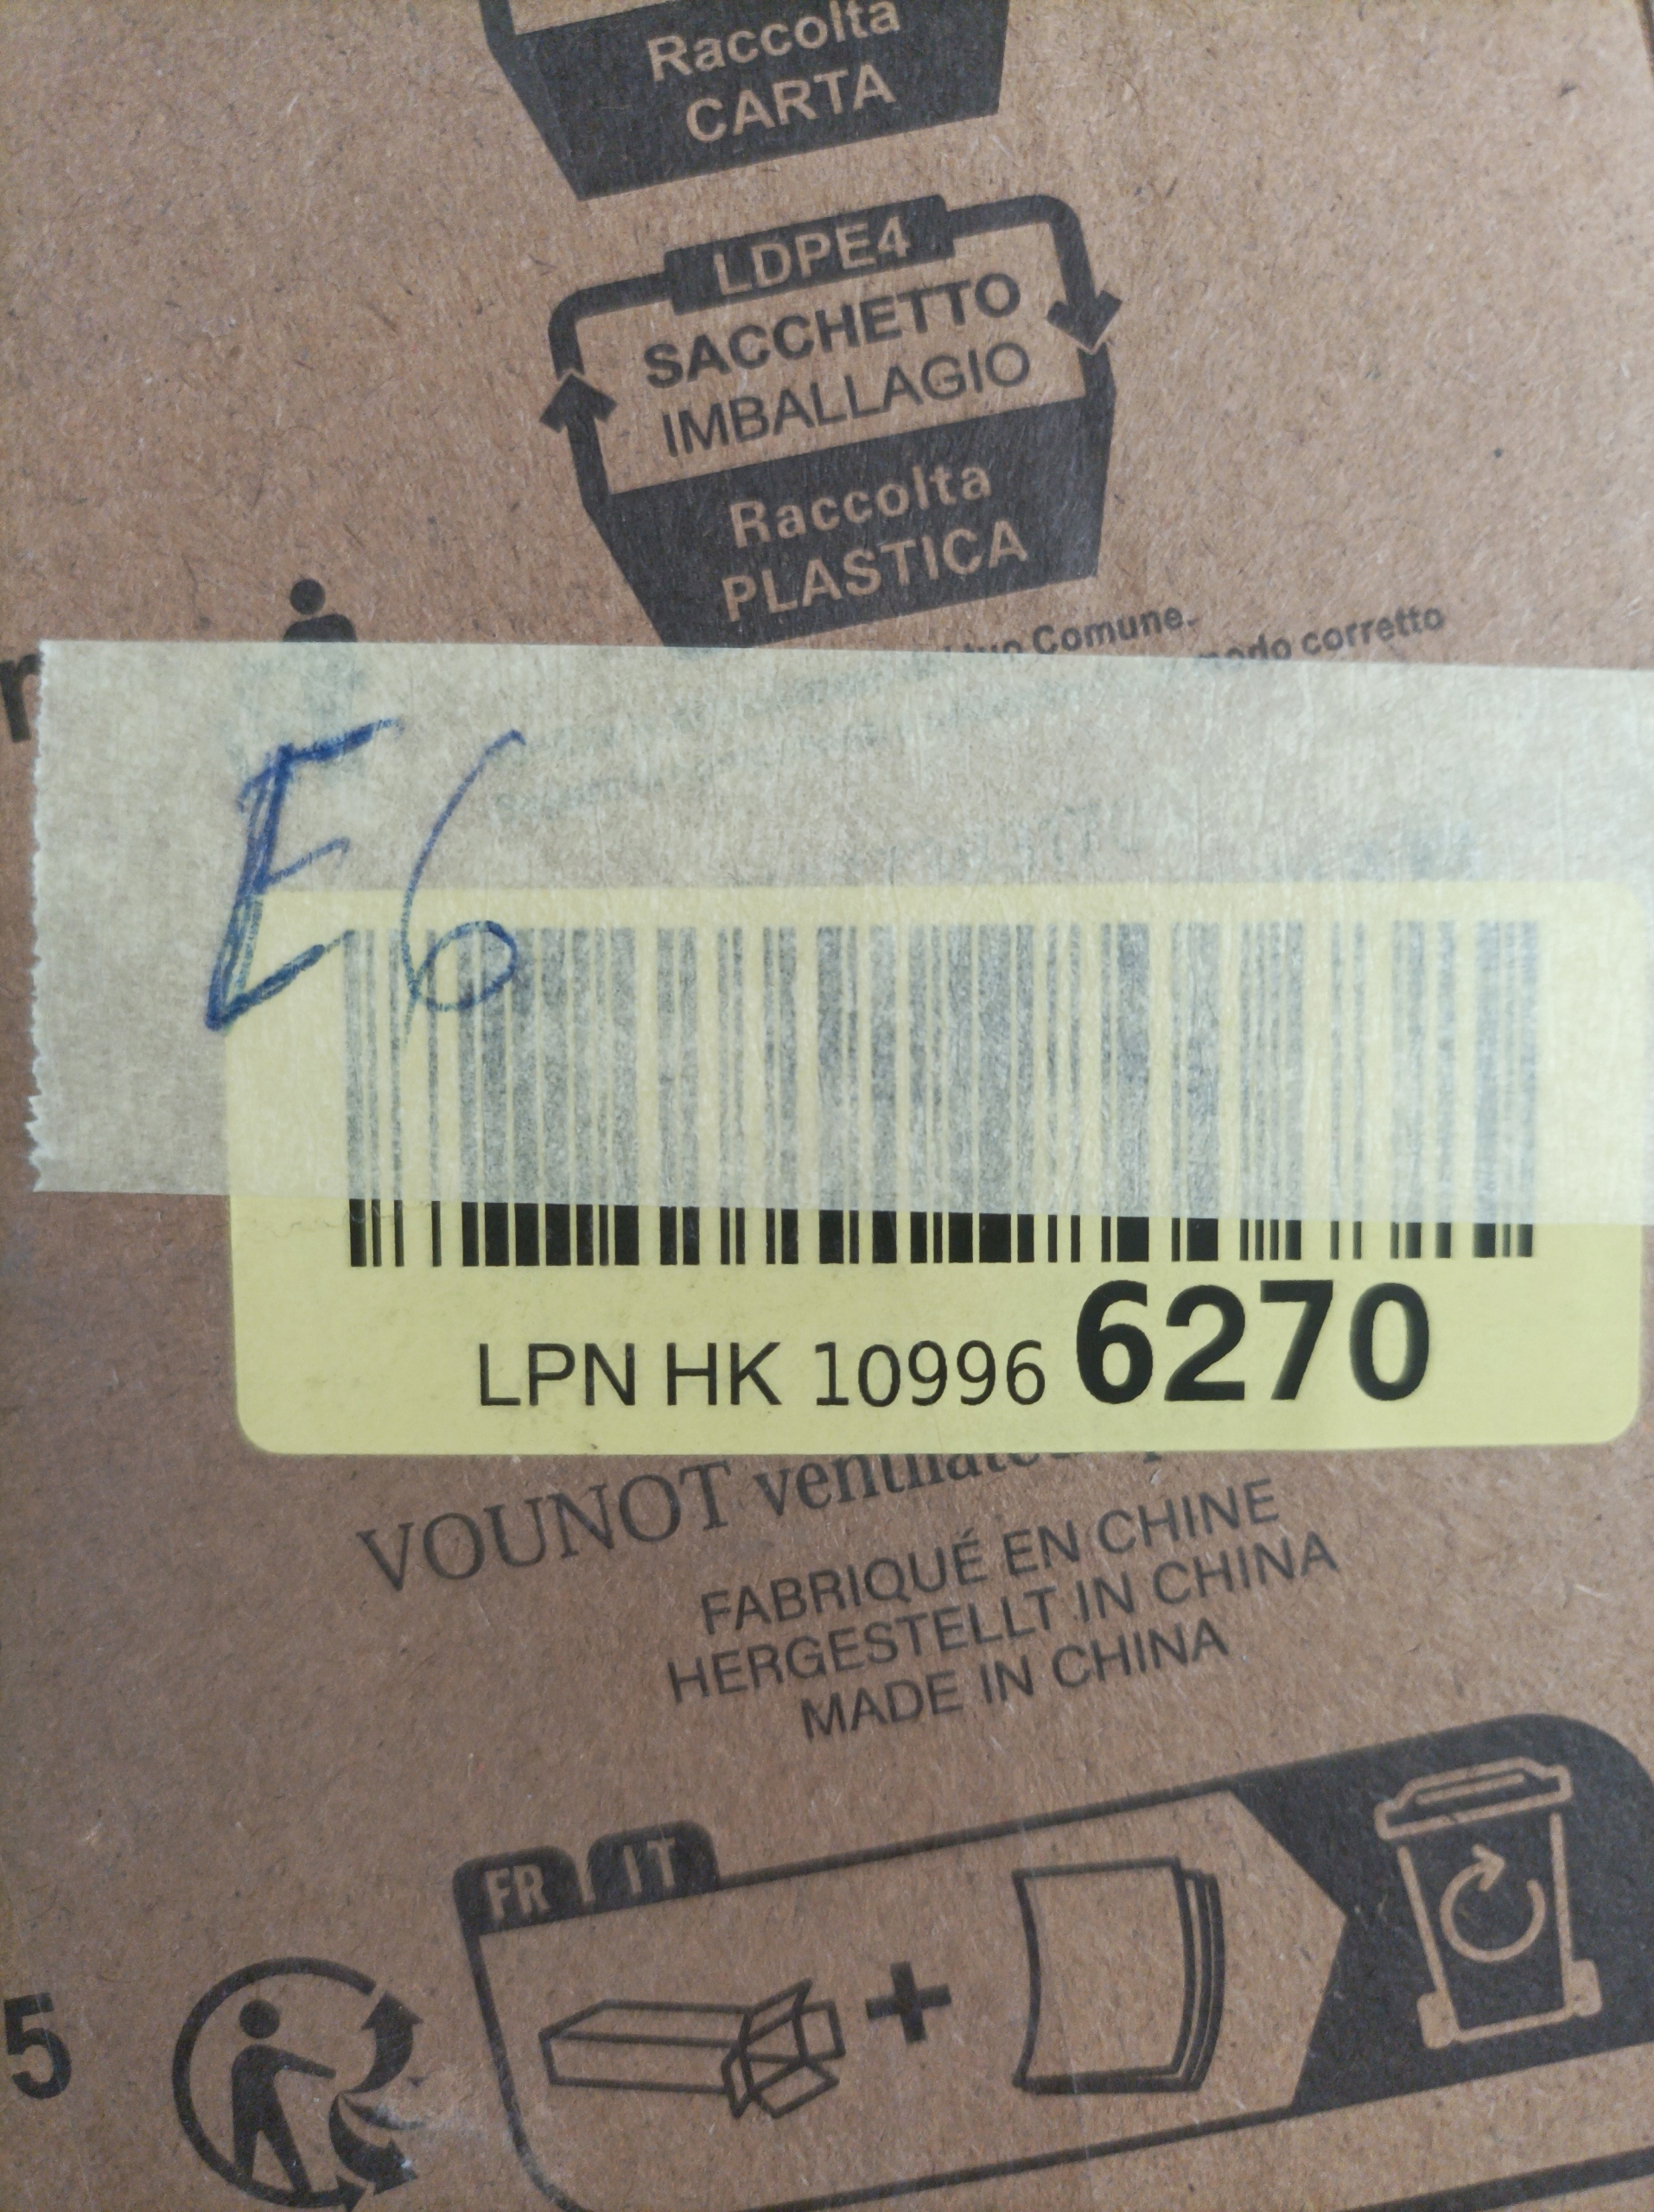 Raccolta
CARTA
LDPE4
SACCHETTO
IMBALLAGIO
Raccolta
PLASTICA
Comune.
corretto
E6
LPN HK 10996 6270
VOUNOT
FABRIQUÉ EN CHINE
HERGESTELLT IN CHINA
MADE IN CHINA
FR IT
5